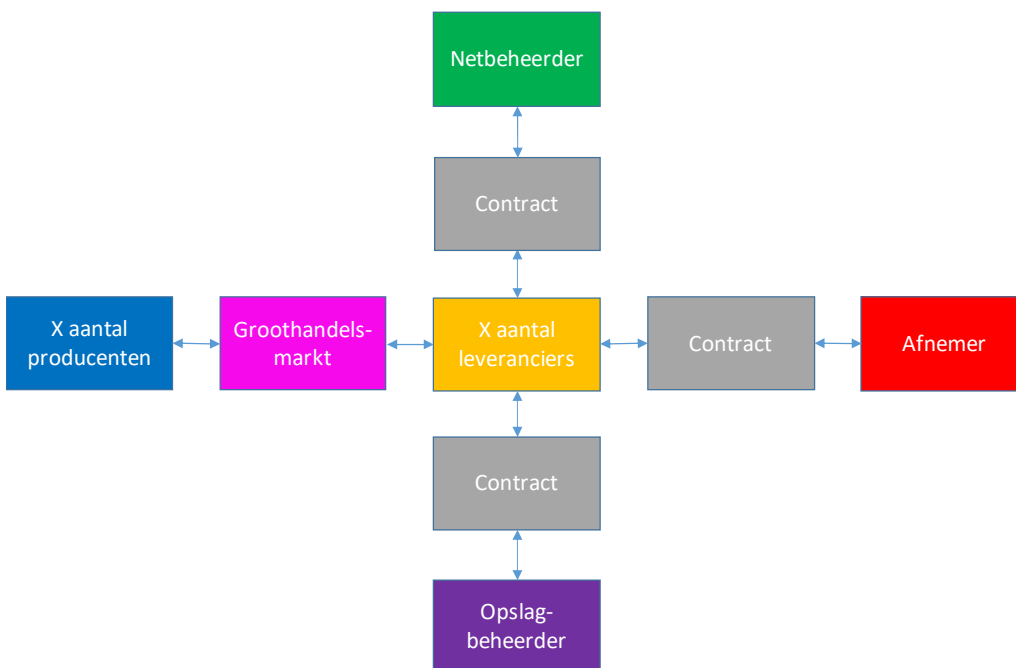 Netbeheerder
Contract
X aantal
producenten
Groothandels-
markt
X aantal
leveranciers
Contract
Afnemer
Contract
Opslag-
beheerder